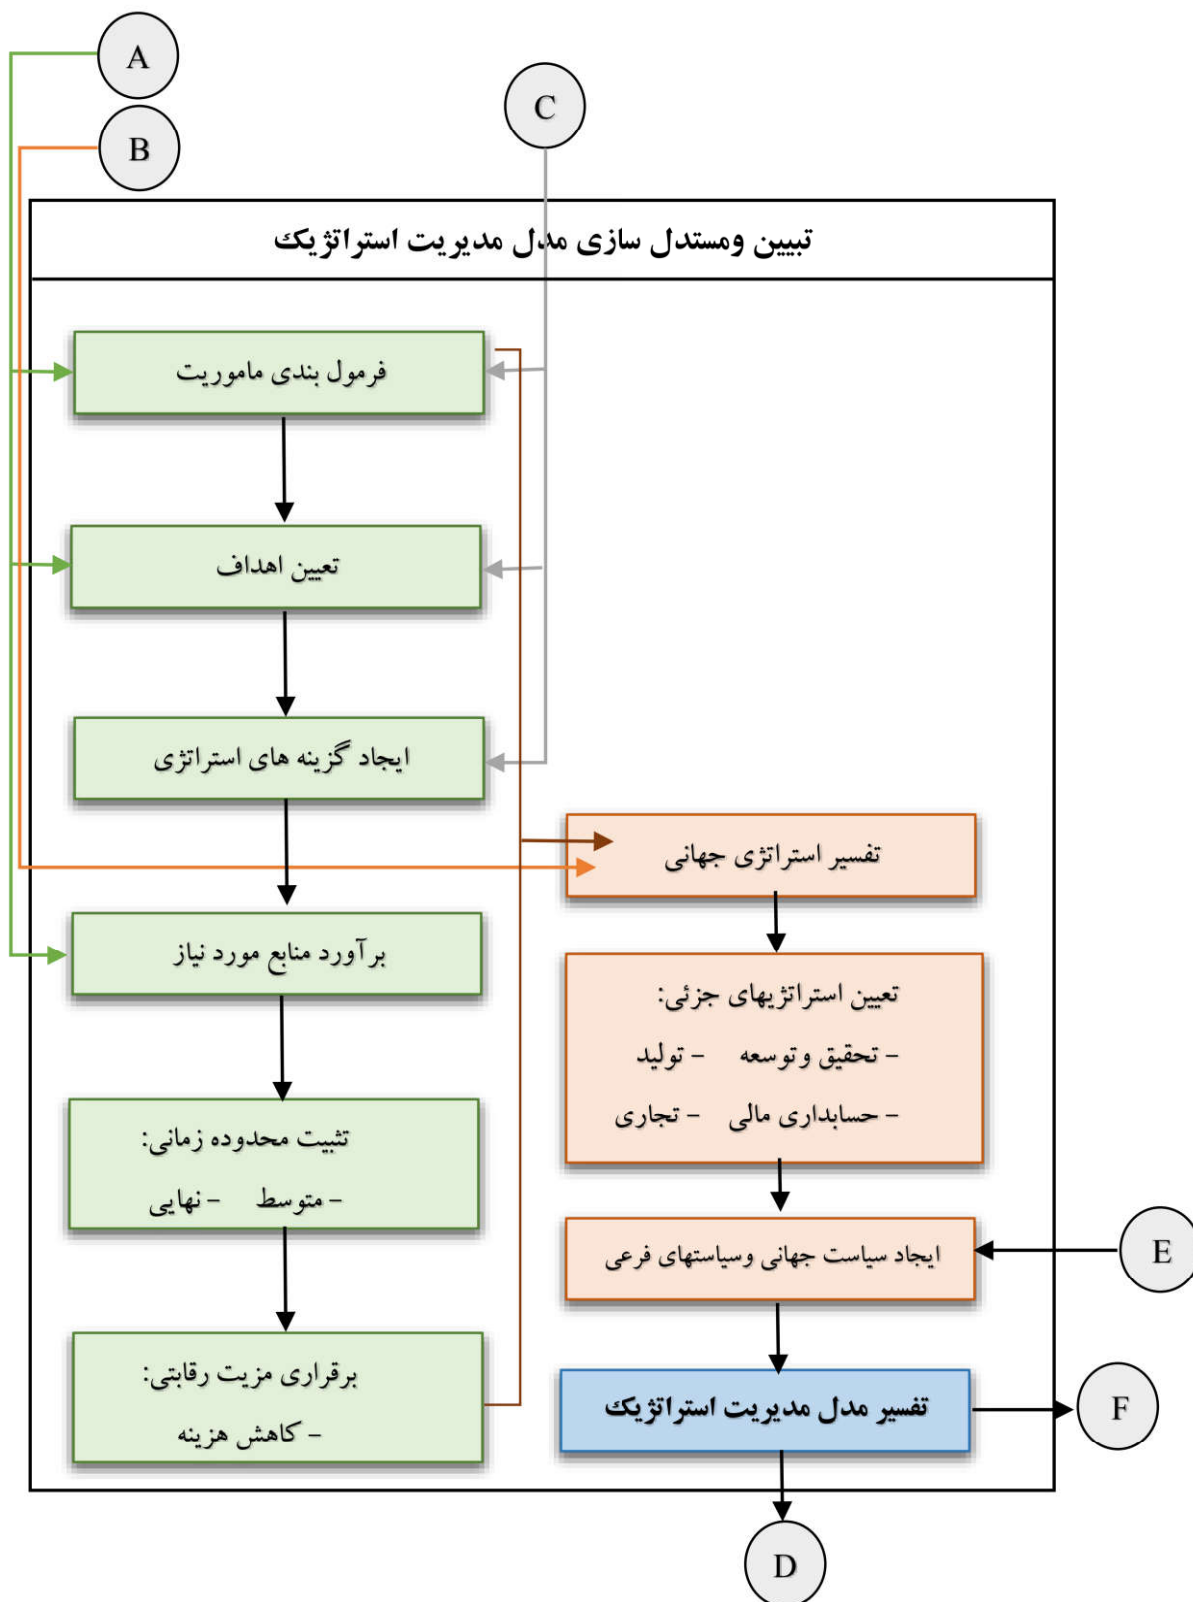 A
B
C
تبیین ومستدل سازی مدل مدیریت استراتژیک
فرمول بندی ماموریت
تعیین اهداف
ایجاد گزینه های استراتژی
برآورد منابع مورد نیاز
تثبیت محدوده زمانی:
- متوسط - نهایی
برقراری مزیت رقابتی:
- کاهش هزینه
تفسیر استراتژی جهانی
تعیین استراتژیهای جزئی:
- تحقیق وتوسعه - تولید
- حسابداری مالی - تجاری
ایجاد سیاست جهانی وسیاستهای فرعی
E
تفسیر مدل مدیریت استراتژیک
F
D